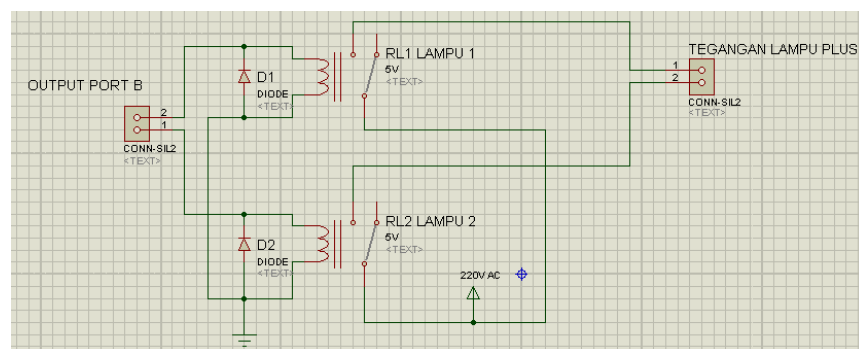 RL1 LAMPU 1
5V
<TEXT>
TEGANGAN LAMPU PLUS
1
2
CONN-SIL2
<TEXT>
OUTPUT PORT B
2
1
CONN-SIL2
<TEXT>
D1
DIODE
<TEXT>
RL2 LAMPU 2
5V
<TEXT>
D2
DIODE
<TEXT>
220V AC